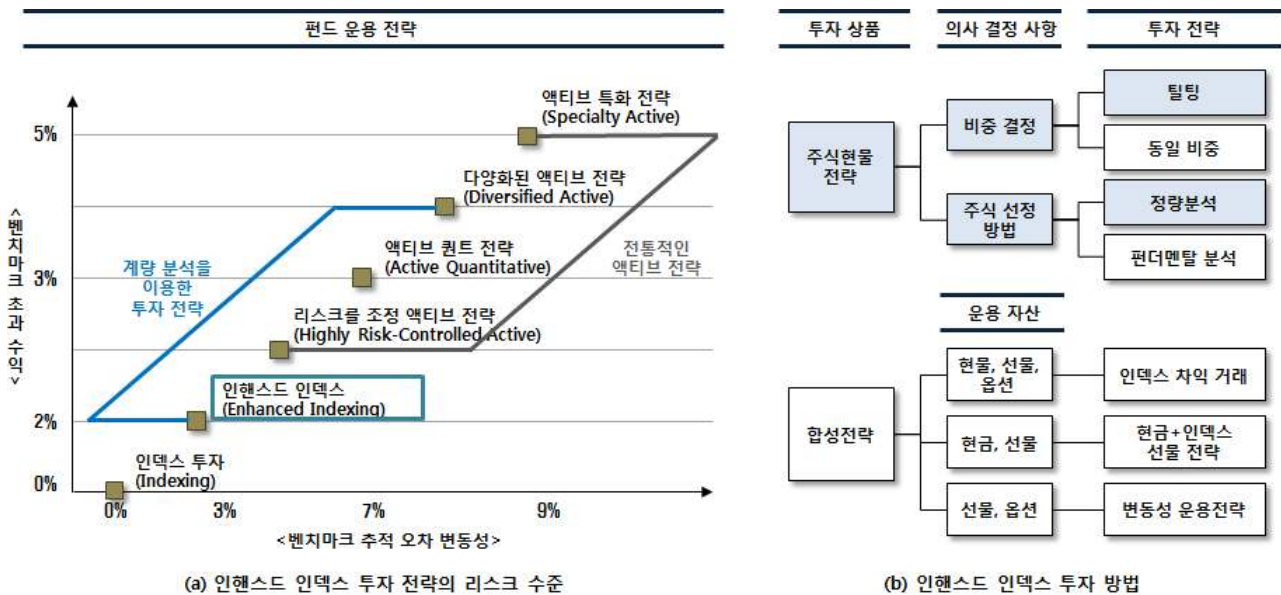 펀드 운용 전략
5%
3%
2%
0%
<벤치마크 초과 수익>
액티브 특화 전략
(Specialty Active)
다양화된 액티브 전략
(Diversified Active)
액티브 퀀트 전략
(Active Quantitative)
전통적인
액티브 전략
계량 분석을
이용한
투자 전략
리스크를 조정 액티브 전략
(Highly Risk-Controlled Active)
인핸스드 인덱스
(Enhanced Indexing)
인덱스 투자
(Indexing)
0% 3% 7% 9%
<벤치마크 추적 오차 변동성>
(a) 인핸스드 인덱스 투자 전략의 리스크 수준
투자 상품 의사 결정 사항 투자 전략
주식현물
전략
비중 결정
틸팅
동일 비중
주식 선정
방법
정량분석
펀더멘탈 분석
운용 자산
합성전략
현물, 선물,
옵션
인덱스 차익 거래
현금, 선물
현금+인덱스
선물 전략
선물, 옵션
변동성 운용전략
(b) 인핸스드 인덱스 투자 방법